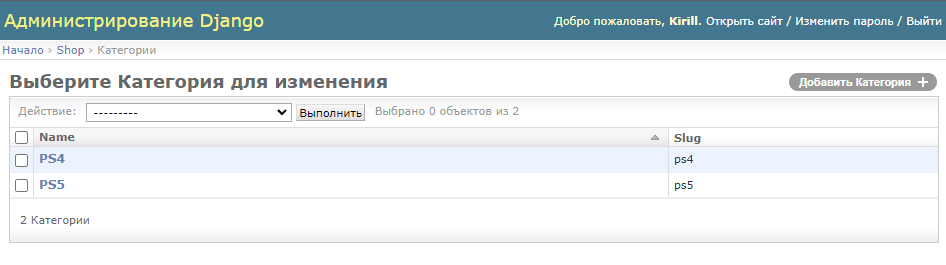 Администрирование Django
Добро пожаловать, Kirill. Открыть сайт / Изменить пароль / Выйти
Начало › Shop › Категории
Выберите Категория для изменения
Добавить Категория +
Действие: --------- Выполнить Выбрано 0 объектов из 2
Name Slug
PS4 ps4
PS5 ps5
2 Категории